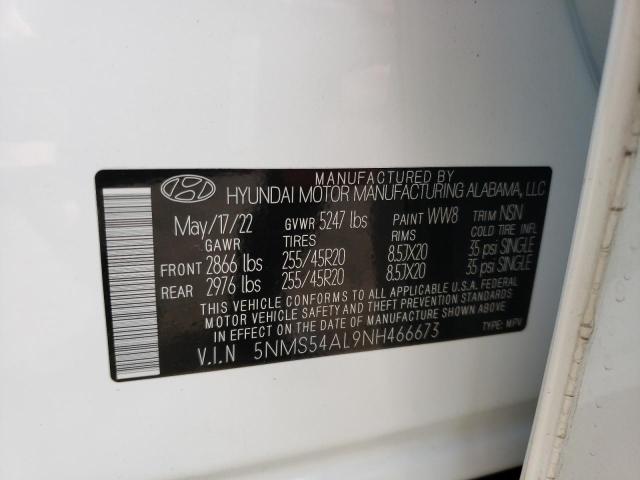 MANUFACTURED BY
HYUNDAI MOTOR MANUFACTURING ALABAMA, LLC
May/17/22 GVWR 5247 lbs PAINT WW8 TRIM NSN
GAWR TIRES RIMS COLD TIRE INFL
FRONT 2866 lbs 255/45R20 8.5JX20 35 psi SINGLE
REAR 2976 lbs 255/45R20 8.5JX20 35 psi SINGLE
THIS VEHICLE CONFORMS TO ALL APPLICABLE U.S.A. FEDERAL
MOTOR VEHICLE SAFETY AND THEFT PREVENTION STANDARDS
IN EFFECT ON THE DATE OF MANUFACTURE SHOWN ABOVE
V.I.N 5NMS54AL9NH466673 TYPE: MPV